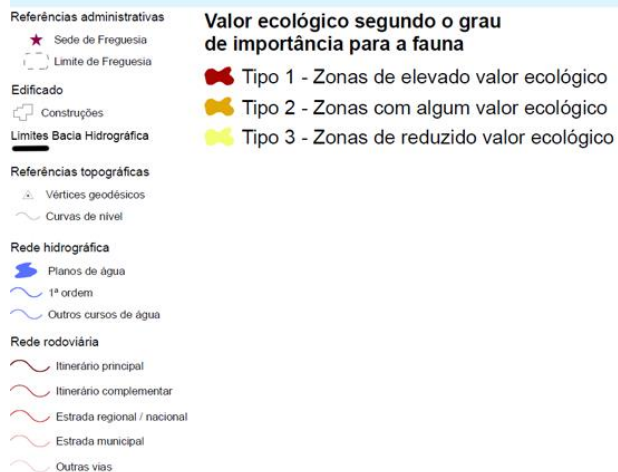 Referências administrativas
Sede de Freguesia
Limite de Freguesia
Edificado
Construções
Limites Bacia Hidrográfica
Referências topográficas
Vértices geodésicos
Curvas de nível
Rede hidrográfica
Planos de água
1ª ordem
Outros cursos de água
Rede rodoviária
Itinerário principal
Itinerário complementar
Estrada regional / nacional
Estrada municipal
Outras vias
Valor ecológico segundo o grau
de importância para a fauna
Tipo 1 - Zonas de elevado valor ecológico
Tipo 2 - Zonas com algum valor ecológico
Tipo 3 - Zonas de reduzido valor ecológico